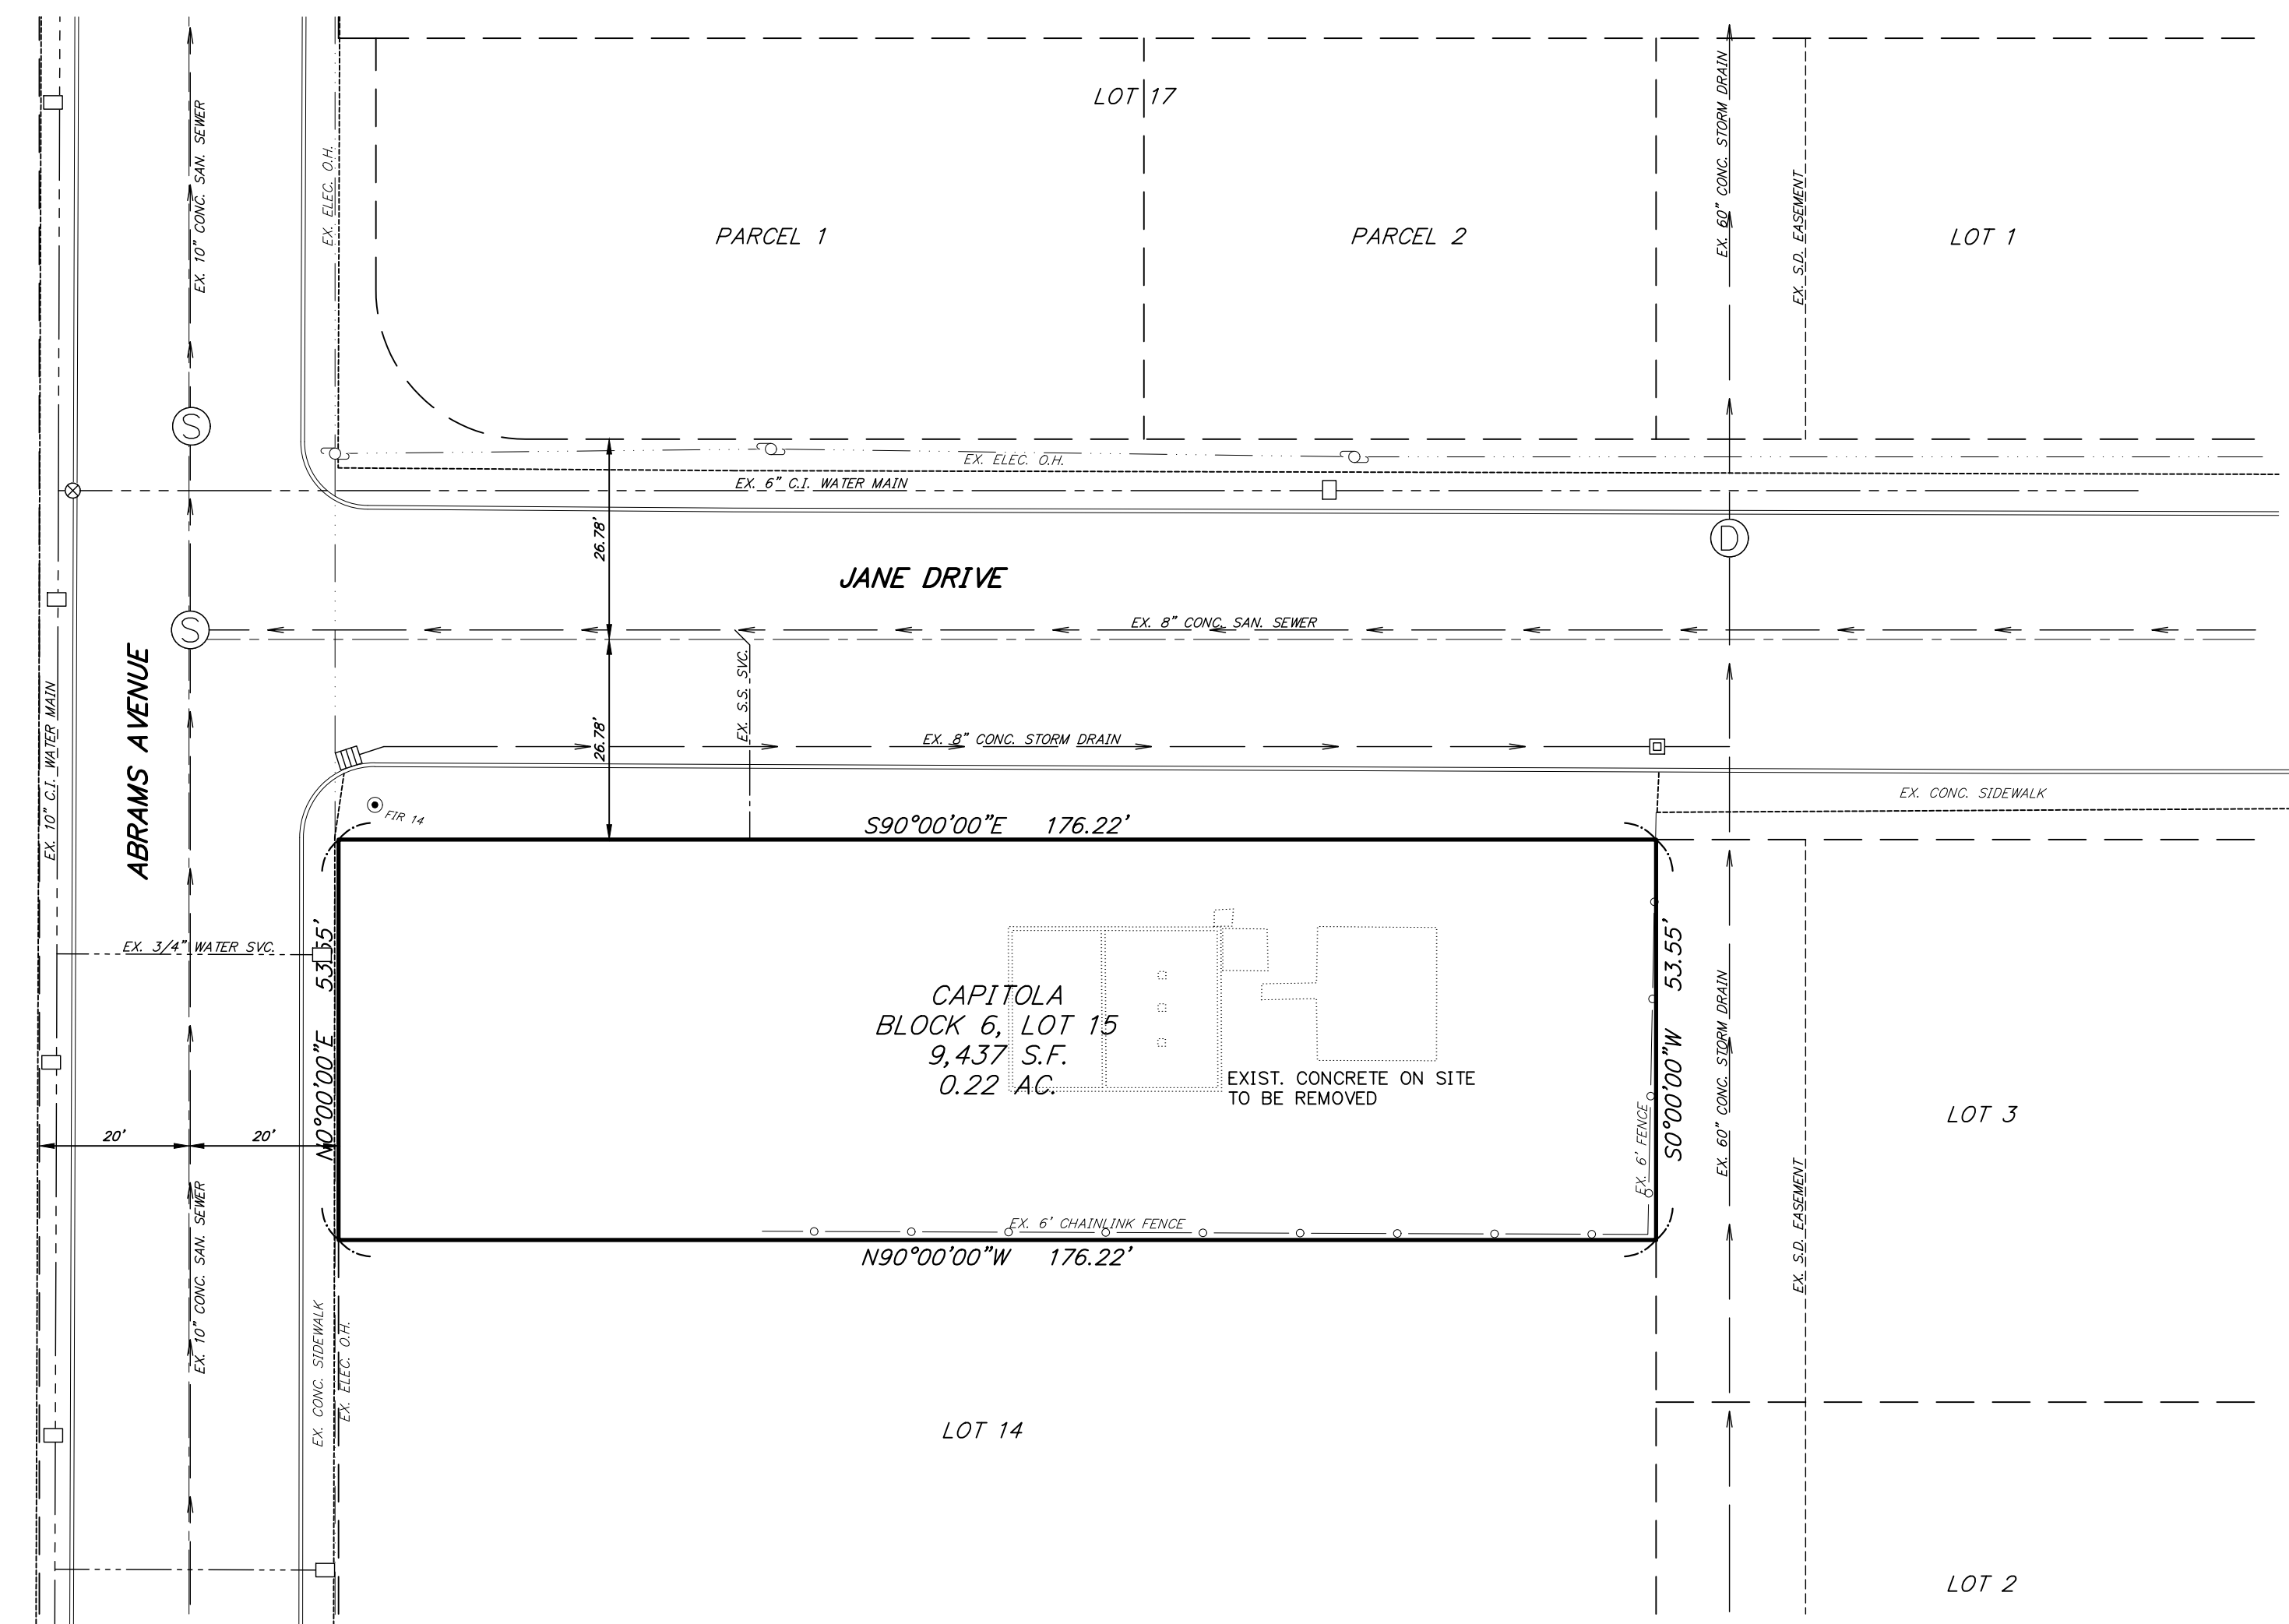 LOT 17
EX. 10" CONC. SAN. SEWER
EX. ELEC. O.H.
PARCEL 1
PARCEL 2
EX. 60" CONC. STORM DRAIN
EX. S.D. EASEMENT
LOT 1
S
EX. ELEC. O.H.
EX. 6" C.I. WATER MAIN
26.78'
D
JANE DRIVE
S
EX. 8" CONC. SAN. SEWER
EX. 10" C.I. WATER MAIN
ABRAMS AVENUE
EX. S.S. SVC.
26.78'
EX. 8" CONC. STORM DRAIN
FIR 14
EX. CONC. SIDEWALK
S90°00'00"E 176.22'
EX. 3/4" WATER SVC.
N0°00'00"E 53.55'
CAPITOLA
BLOCK 6, LOT 15
9,437 S.F.
0.22 AC.
EXIST. CONCRETE ON SITE
TO BE REMOVED
EX. 6' FENCE
S0°00'00"W 53.55'
EX. 60" CONC. STORM DRAIN
LOT 3
20'
20'
EX. 6' CHAINLINK FENCE
N90°00'00"W 176.22'
EX. 10" CONC. SAN. SEWER
EX. CONC. SIDEWALK
EX. ELEC. O.H.
EX. S.D. EASEMENT
LOT 14
LOT 2